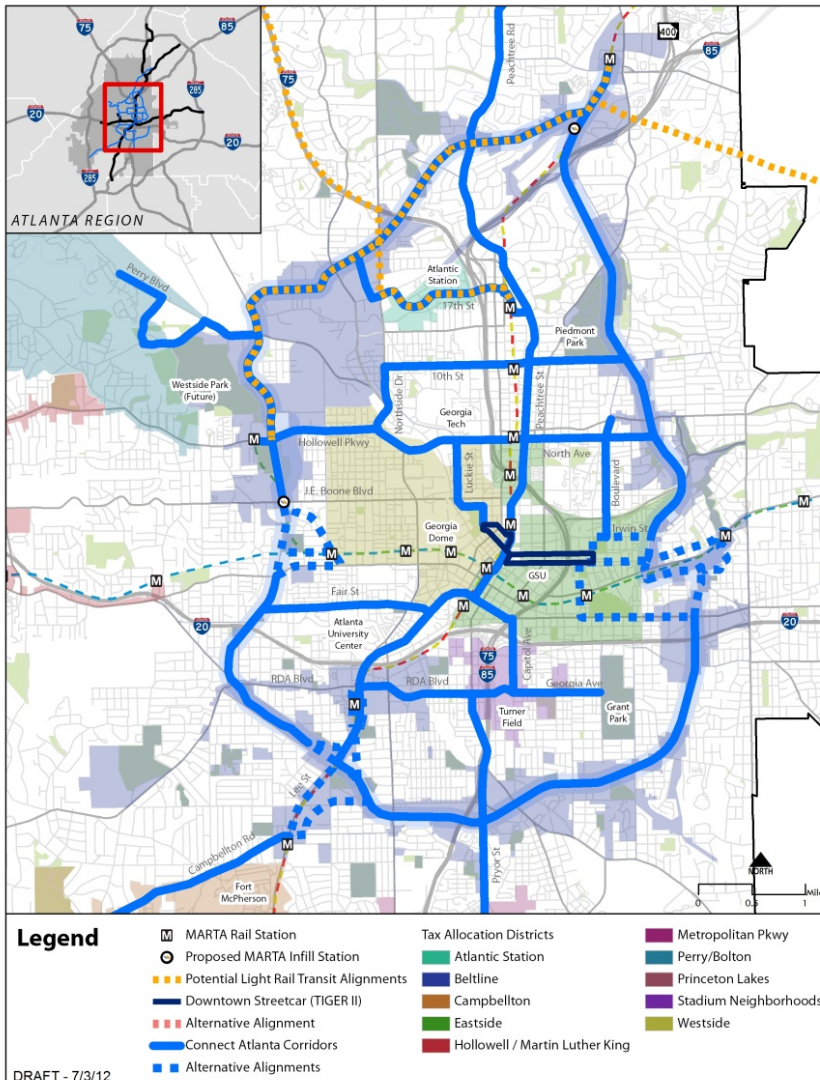 75
85
20
285
20
285
ATLANTA REGION
Peachtree Rd
400
85
75
M
Perry Blvd
Atlantic
Station
17th St
M
Piedmont
Park
Westside Park
(Future)
10th St
M
Northside Dr
Peachtree St
Georgia
Tech
M
Hollowell Pkwy
M
North Ave
Luckie St
M
Boulevard
J.E. Boone Blvd
M
M
Georgia
Dome
Irwin St
M
M
M
M
M
M
GSU
M
M
Fair St
M
20
Atlanta
University
Center
75
85
Capitol Ave
20
RDA Blvd
RDA Blvd
Georgia Ave
M
Turner
Field
Grant
Park
Lee St
M
Campbellton Rd
Fort
McPherson
Pryor St
NORTH
0 0.5 1 Mile
Legend
M MARTA Rail Station
Proposed MARTA Infill Station
Potential Light Rail Transit Alignments
Downtown Streetcar (TIGER II)
Alternative Alignment
Connect Atlanta Corridors
Alternative Alignments
Tax Allocation Districts
Atlantic Station
Beltline
Campbellton
Eastside
Hollowell / Martin Luther King
Metropolitan Pkwy
Perry/Bolton
Princeton Lakes
Stadium Neighborhoods
Westside
DRAFT - 7/3/12